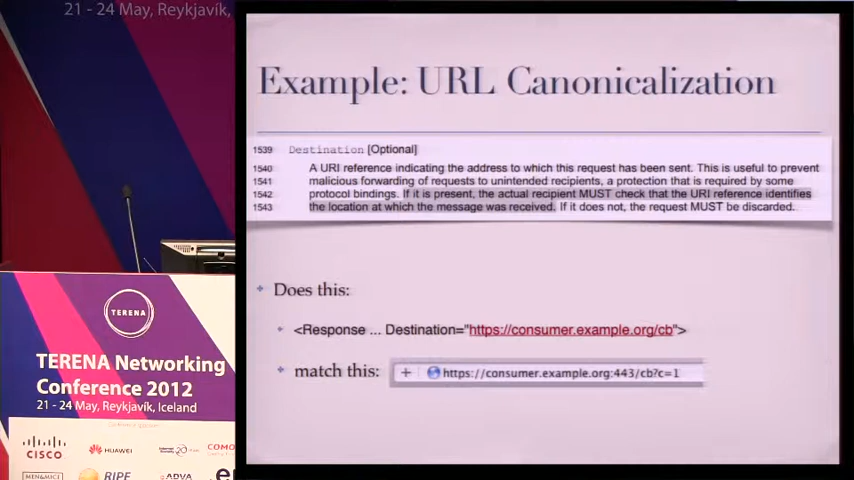 21 - 24 May, Reykjavík,
Example: URL Canonicalization
1539 Destination [Optional]
1540 A URI reference indicating the address to which this request has been sent. This is useful to prevent
1541 malicious forwarding of requests to unintended recipients, a protection that is required by some
1542 protocol bindings. If it is present, the actual recipient MUST check that the URI reference identifies
1543 the location at which the message was received. If it does not, the request MUST be discarded.
Does this:
<Response ... Destination="https://consumer.example.org/cb">
match this: + https://consumer.example.org:443/cb?c=1
TERENA
TERENA Networking
Conference 2012
21 - 24 May, Reykjavík, Iceland
CISCO HUAWEI COMO
MEN&MICE RIPE ADVA